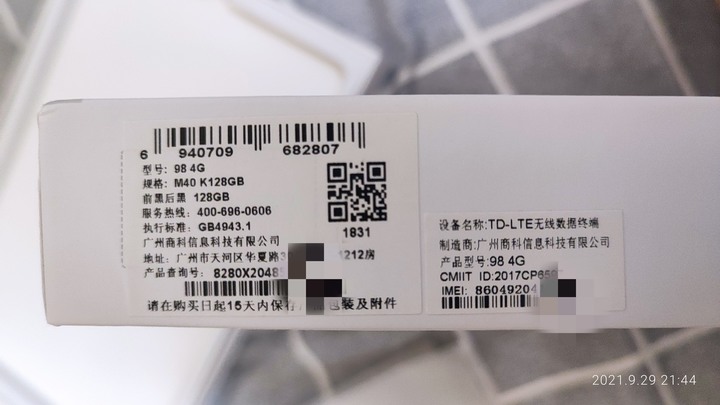 6 940709 682807
型号: 98 4G
规格: M40 K128GB
前黑后黑 128GB
服务热线: 400-696-0606
执行标准: GB4943.1
广州商科信息科技有限公司
地址: 广州市天河区华夏路3 1212房
产品查询号: 8280X2048
请在购买日起15天内保存 包装及附件
1831
设备名称:TD-LTE无线数据终端
制造商:广州商科信息科技有限公司
产品型号:98 4G
CMIIT ID:2017CP65
IMEI: 86049204
2021.9.29 21:44